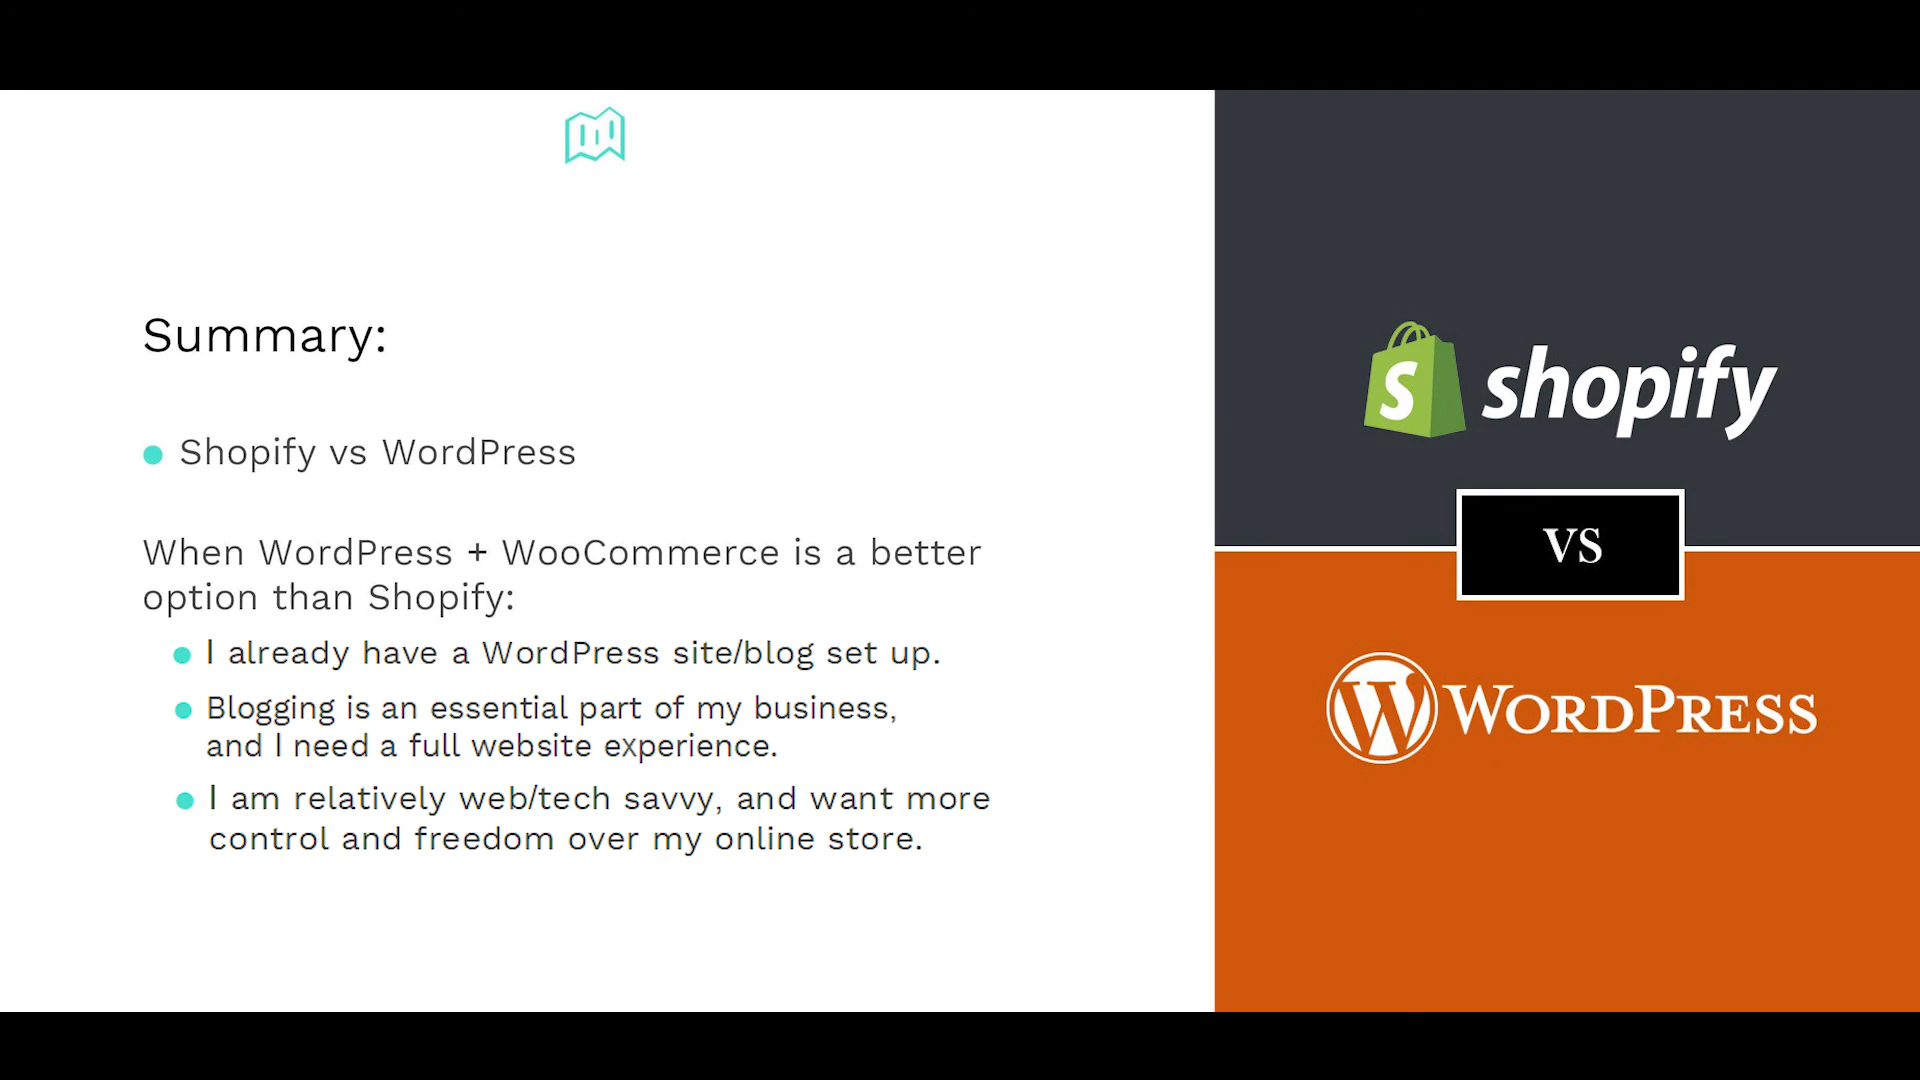 Summary:
Shopify vs WordPress
When WordPress + WooCommerce is a better
option than Shopify:
I already have a WordPress site/blog set up.
Blogging is an essential part of my business,
and I need a full website experience.
I am relatively web/tech savvy, and want more
control and freedom over my online store.
S shopify
VS
W WORDPRESS